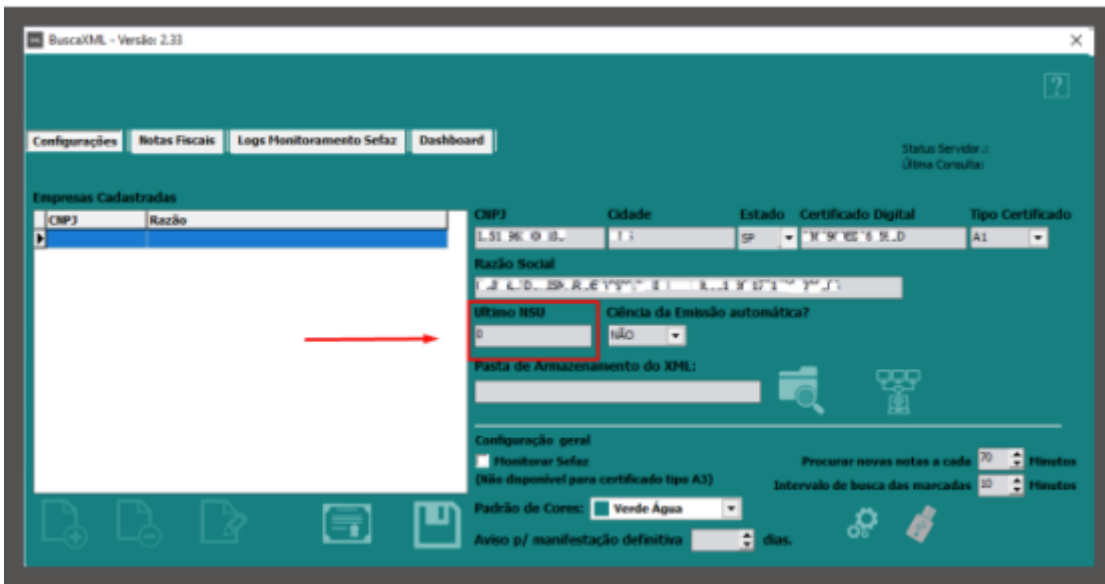 BuscaXML - Versão: 2.33
?
Configurações Notas Fiscais Logs Monitoramento Sefaz Dashboard
Status Servidor.:
Última Consulta:
Empresas Cadastradas
CNPJ Razão
CNPJ Cidade Estado Certificado Digital Tipo Certificado
SP A1
Razão Social
Ultimo NSU Ciência da Emissão automática?
0 NÃO
Pasta de Armazenamento do XML:
Configuração geral
Monitorar Sefaz
Procurar novas notas a cada 70 Minutos
(Não disponível para certificado tipo A3)
Intervalo de busca das marcadas 10 Minutos
Padrão de Cores: Verde Água
Aviso p/ manifestação definitiva dias.